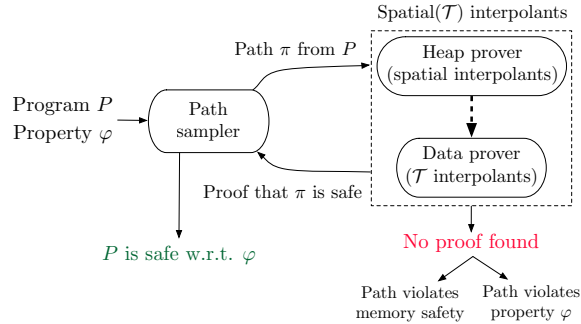 Spatial(𝒯) interpolants
Path π from P
Heap prover
(spatial interpolants)
Program P
Property φ
Path
sampler
Data prover
(𝒯 interpolants)
Proof that π is safe
P is safe w.r.t. φ
No proof found
Path violates
memory safety
Path violates
property φ